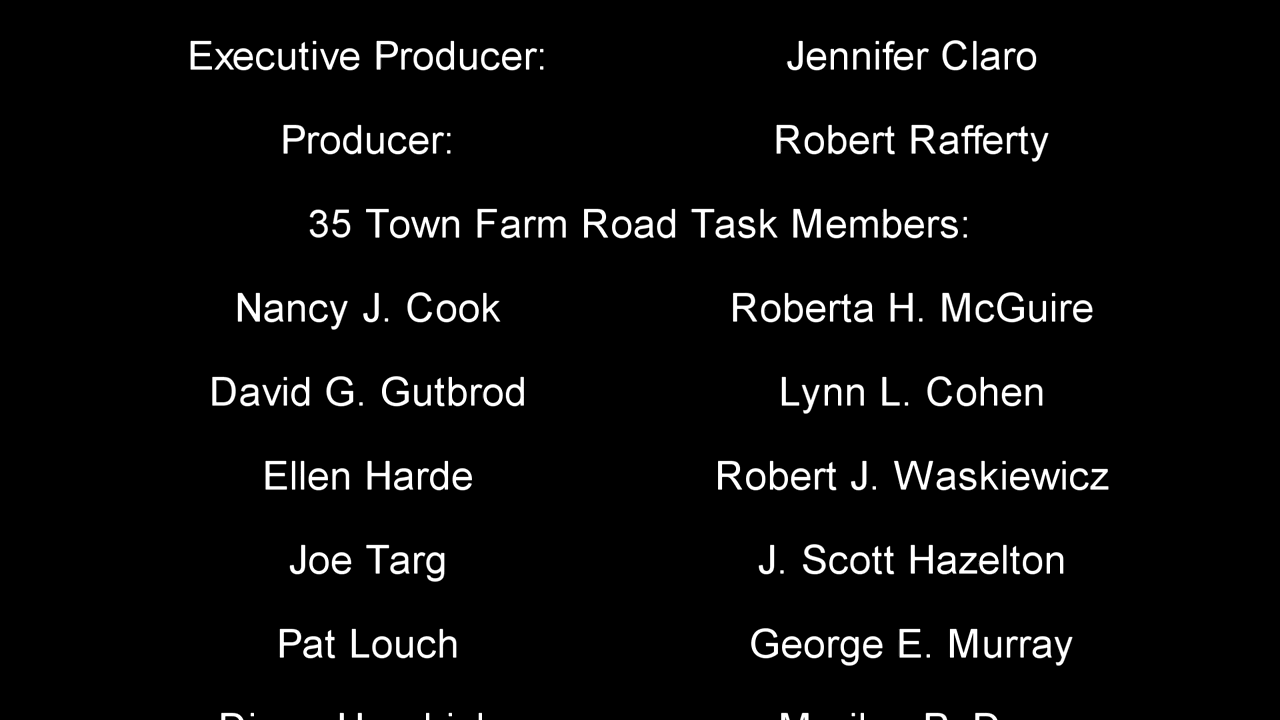 Executive Producer: Jennifer Claro
Producer: Robert Rafferty
35 Town Farm Road Task Members:
Nancy J. Cook Roberta H. McGuire
David G. Gutbrod Lynn L. Cohen
Ellen Harde Robert J. Waskiewicz
Joe Targ J. Scott Hazelton
Pat Louch George E. Murray